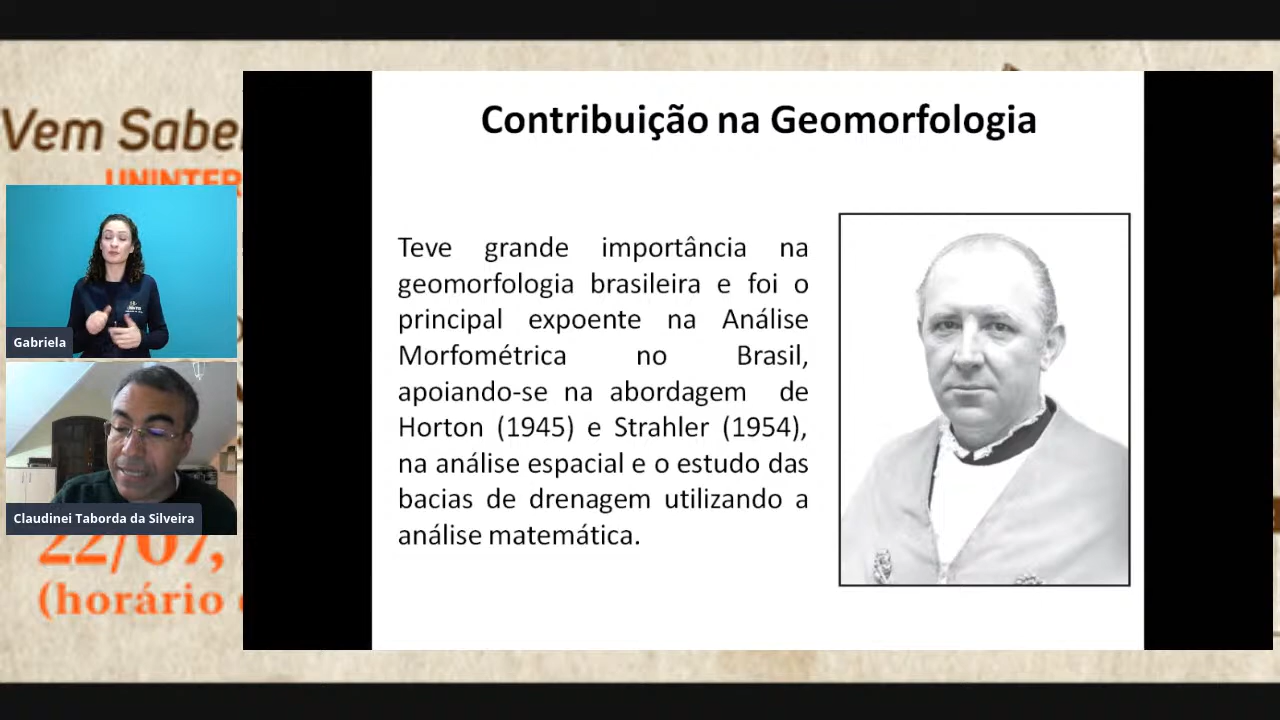 Vem Sabe
UNINTER
Contribuição na Geomorfologia
Teve grande importância na
geomorfologia brasileira e foi o
principal expoente na Análise
Morfométrica no Brasil,
apoiando-se na abordagem de
Horton (1945) e Strahler (1954),
na análise espacial e o estudo das
bacias de drenagem utilizando a
análise matemática.
Gabriela
Claudinei Taborda da Silveira
22/07,
(horário